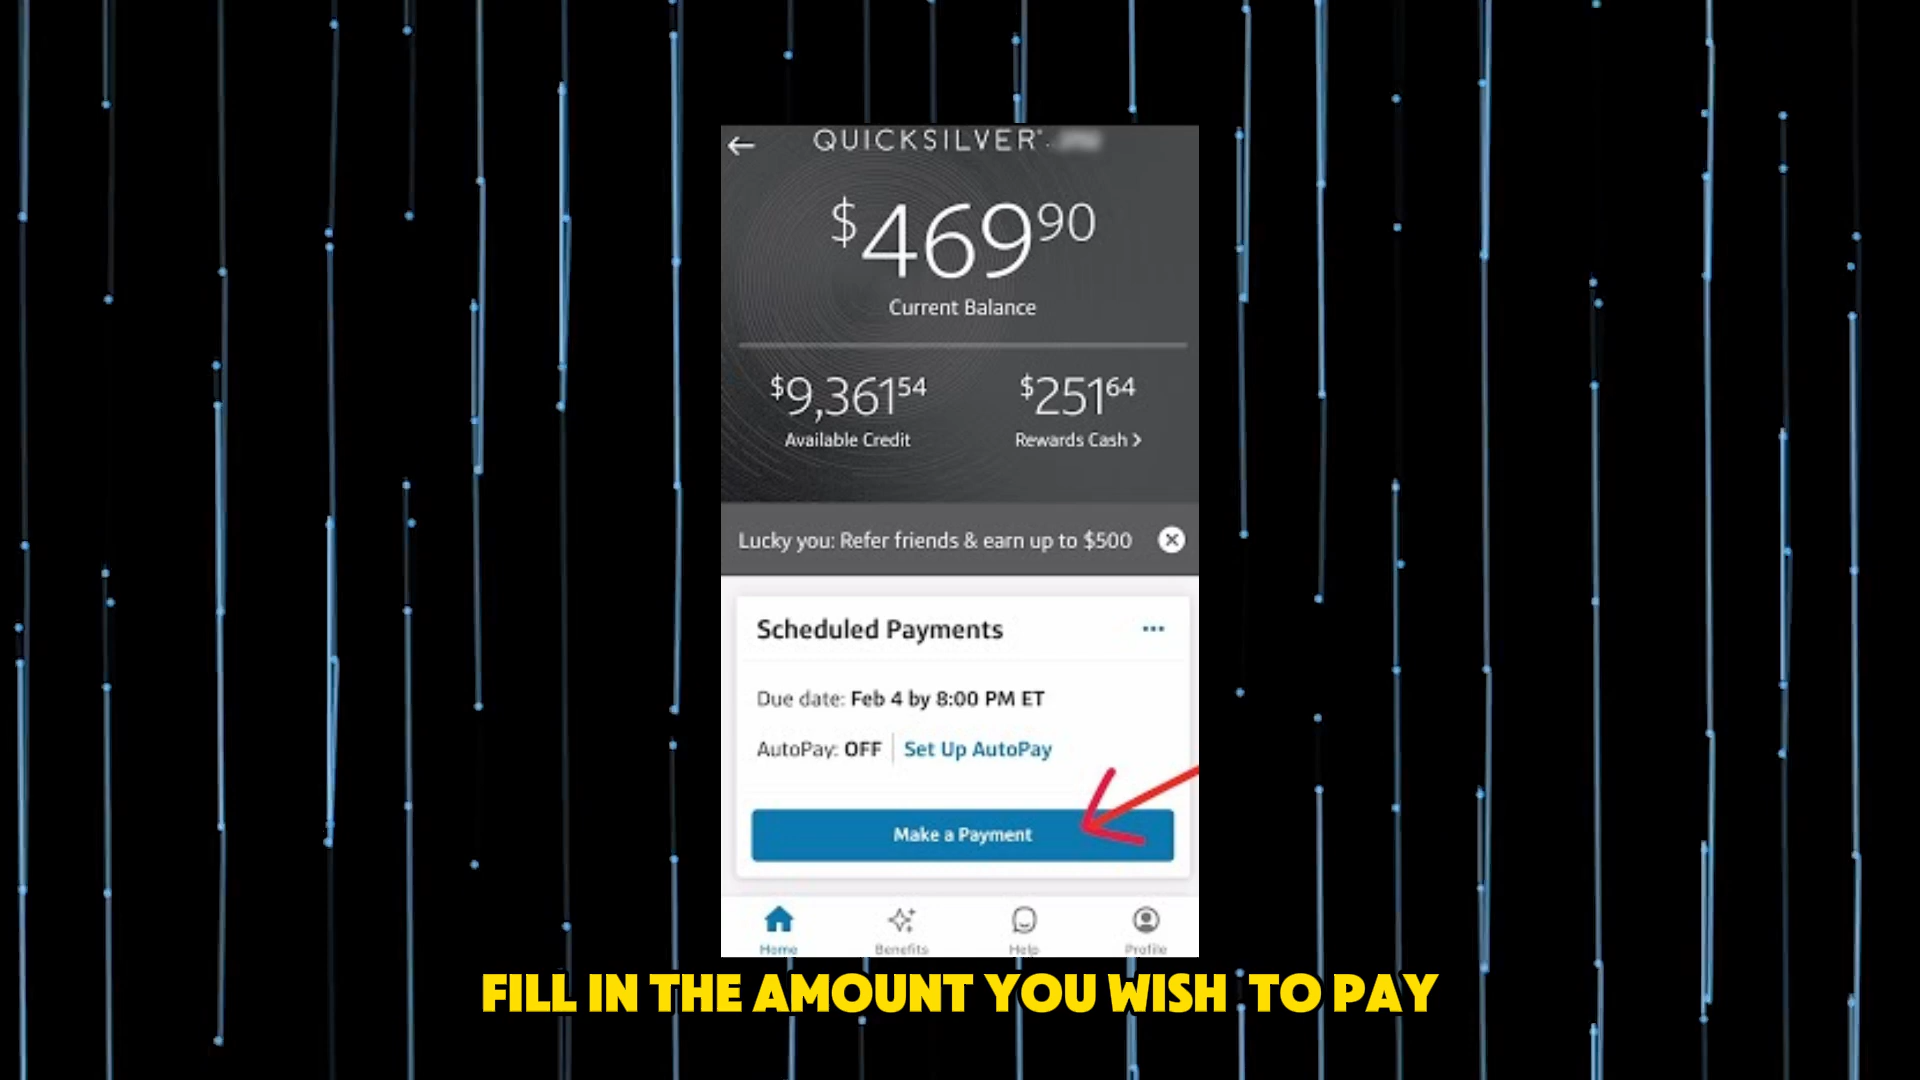 QUICKSILVER®
$469 90
Current Balance
$9,361 54
$251 64
Available Credit
Rewards Cash >
Lucky you: Refer friends & earn up to $500
Scheduled Payments
Due date: Feb 4 by 8:00 PM ET
AutoPay: OFF | Set Up AutoPay
Make a Payment
Home
Benefits
Help
Profile
FILL IN THE AMOUNT YOU WISH TO PAY